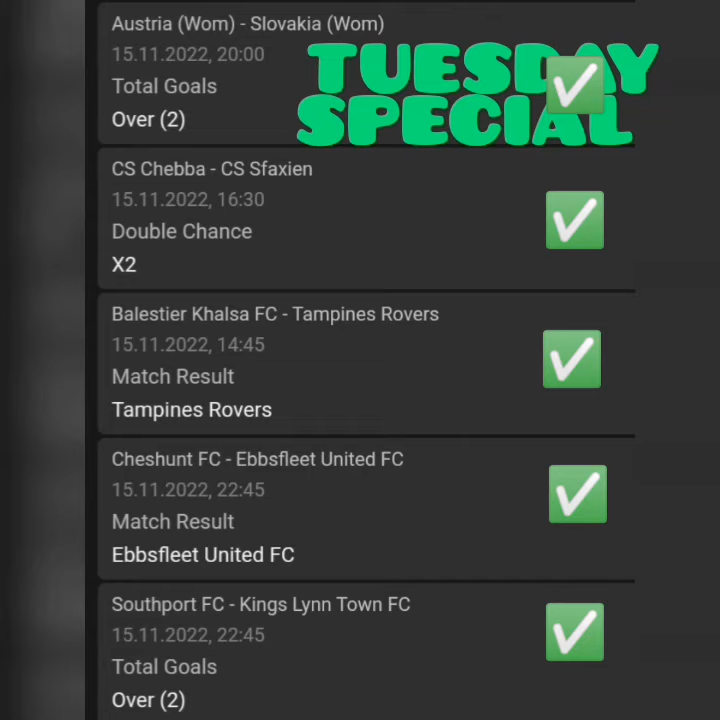 Austria (Wom) - Slovakia (Wom)
15.11.2022, 20:00
TUESDAY
Total Goals
SPECIAL
Over (2)
CS Chebba - CS Sfaxien
15.11.2022, 16:30
Double Chance
X2
Balestier Khalsa FC - Tampines Rovers
15.11.2022, 14:45
Match Result
Tampines Rovers
Cheshunt FC - Ebbsfleet United FC
15.11.2022, 22:45
Match Result
Ebbsfleet United FC
Southport FC - Kings Lynn Town FC
15.11.2022, 22:45
Total Goals
Over (2)